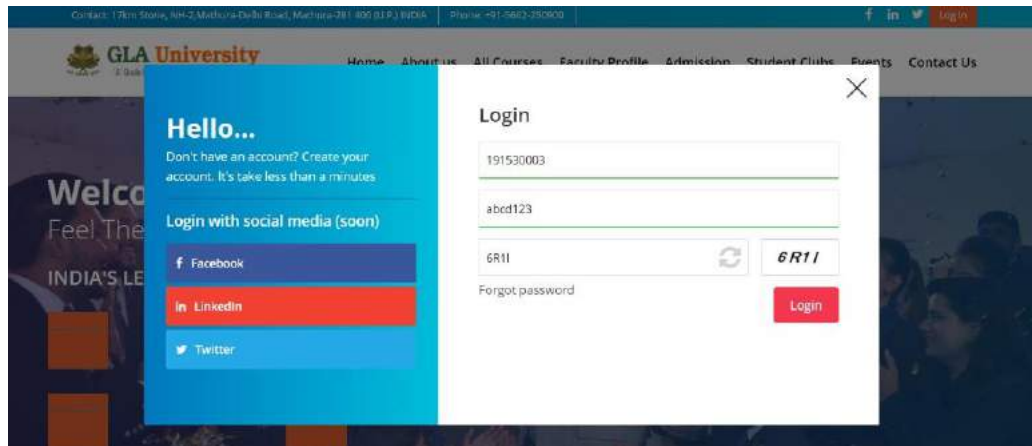 Contact: 17km Stone, NH-2, Mathura-Delhi Road, Mathura-281 406 (U.P.) INDIA
Phone: +91-5662-250900
Login
GLA University
Home About us All Courses Faculty Profile Admission Student Clubs Events Contact Us
Hello...
Don't have an account? Create your
account. It's take less than a minutes
Login with social media (soon)
Facebook
LinkedIn
Twitter
Login
191530003
abcd123
6R1l
6R1l
Forgot password
Login
Welco
Feel The
INDIA'S LE